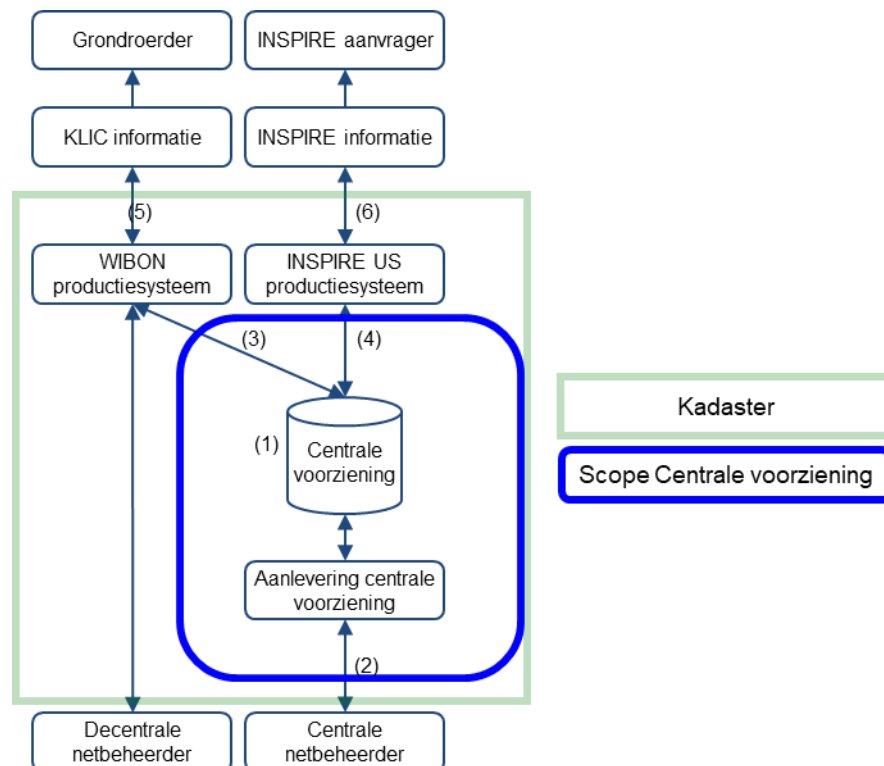 Grondroerder
INSPIRE aanvrager
KLIC informatie
INSPIRE informatie
(5)
(6)
WIBON
productiesysteem
INSPIRE US
productiesysteem
(3)
(4)
(1)
Centrale
voorziening
Aanlevering centrale
voorziening
(2)
Decentrale
netbeheerder
Centrale
netbeheerder
Kadaster
Scope Centrale voorziening